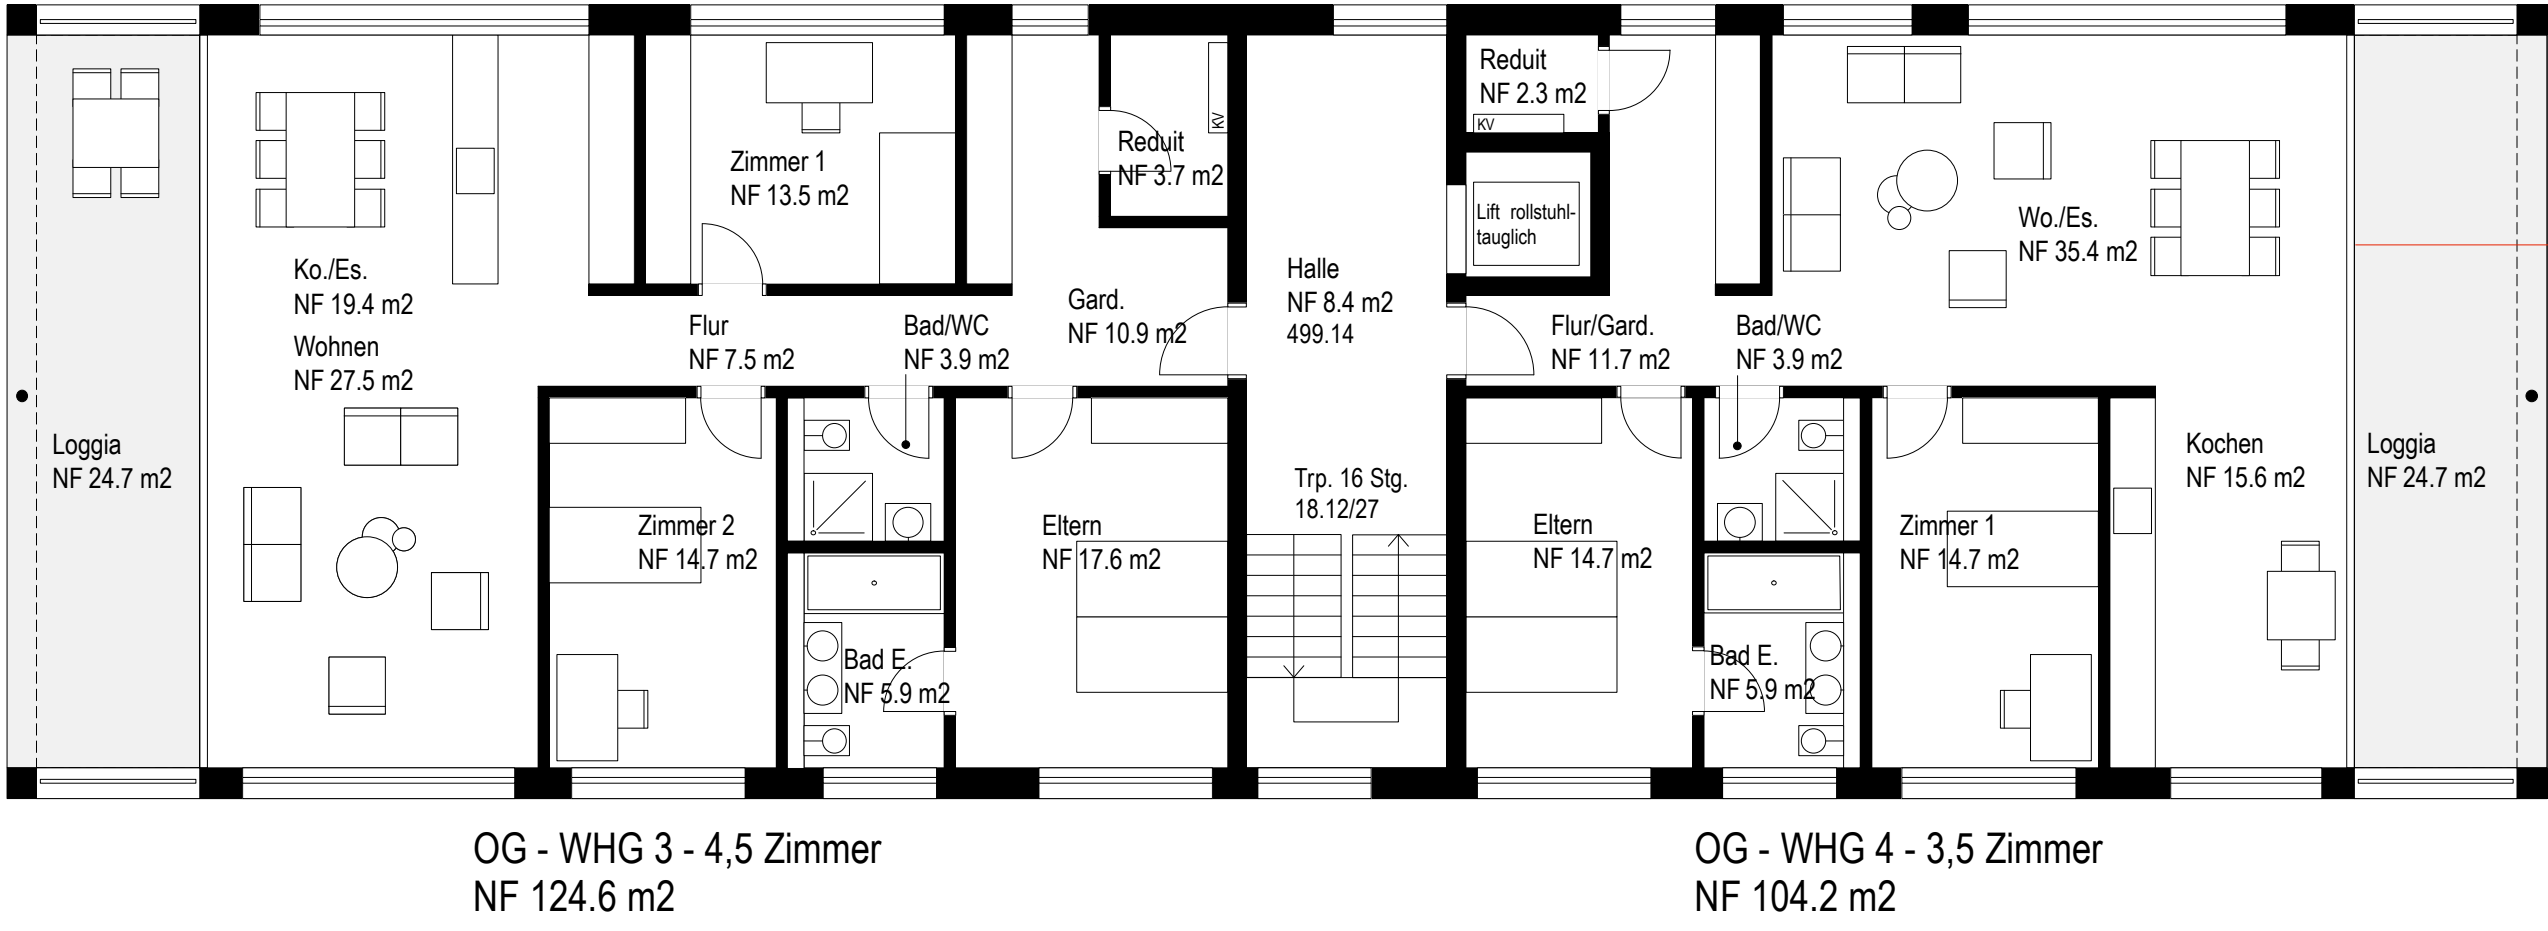 Reduit
NF 2.3 m2
KV
KV
Reduit
NF 3.7 m2
Zimmer 1
NF 13.5 m2
Lift rollstuhl-
tauglich
Wo./Es.
NF 35.4 m2
Ko./Es.
NF 19.4 m2
Wohnen
NF 27.5 m2
Flur
NF 7.5 m2
Bad/WC
NF 3.9 m2
Gard.
NF 10.9 m2
Halle
NF 8.4 m2
499.14
Flur/Gard.
NF 11.7 m2
Bad/WC
NF 3.9 m2
Loggia
NF 24.7 m2
Zimmer 2
NF 14.7 m2
Eltern
NF 17.6 m2
Trp. 16 Stg.
18.12/27
Eltern
NF 14.7 m2
Zimmer 1
NF 14.7 m2
Kochen
NF 15.6 m2
Loggia
NF 24.7 m2
Bad E.
NF 5.9 m2
Bad E.
NF 5.9 m2
OG - WHG 3 - 4,5 Zimmer
NF 124.6 m2
OG - WHG 4 - 3,5 Zimmer
NF 104.2 m2